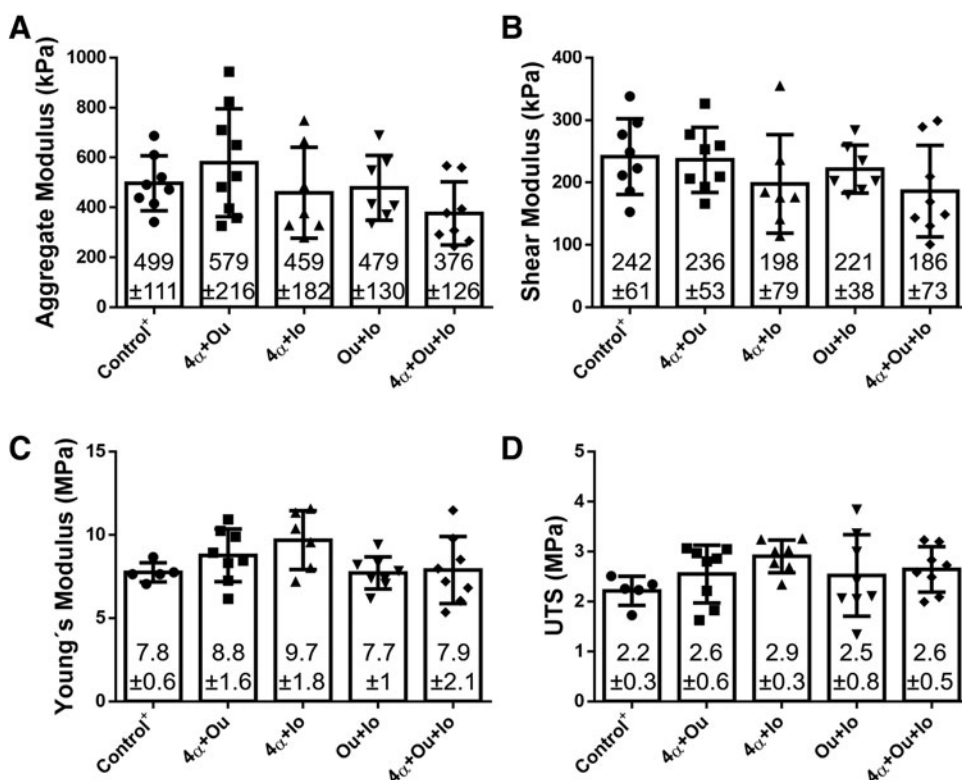 A
Aggregate Modulus (kPa)
1000
800
600
400
200
0
499 579 459 479 376
±111 ±216 ±182 ±130 ±126
Control+ 4α+Ou 4α+Io Ou+Io 4α+Ou+Io
B
Shear Modulus (kPa)
400
300
200
100
0
242 236 198 221 186
±61 ±53 ±79 ±38 ±73
Control+ 4α+Ou 4α+Io Ou+Io 4α+Ou+Io
C
Young´s Modulus (MPa)
15
10
5
0
7.8 8.8 9.7 7.7 7.9
±0.6 ±1.6 ±1.8 ±1 ±2.1
Control+ 4α+Ou 4α+Io Ou+Io 4α+Ou+Io
D
UTS (MPa)
5
4
3
2
1
0
2.2 2.6 2.9 2.5 2.6
±0.3 ±0.6 ±0.3 ±0.8 ±0.5
Control+ 4α+Ou 4α+Io Ou+Io 4α+Ou+Io